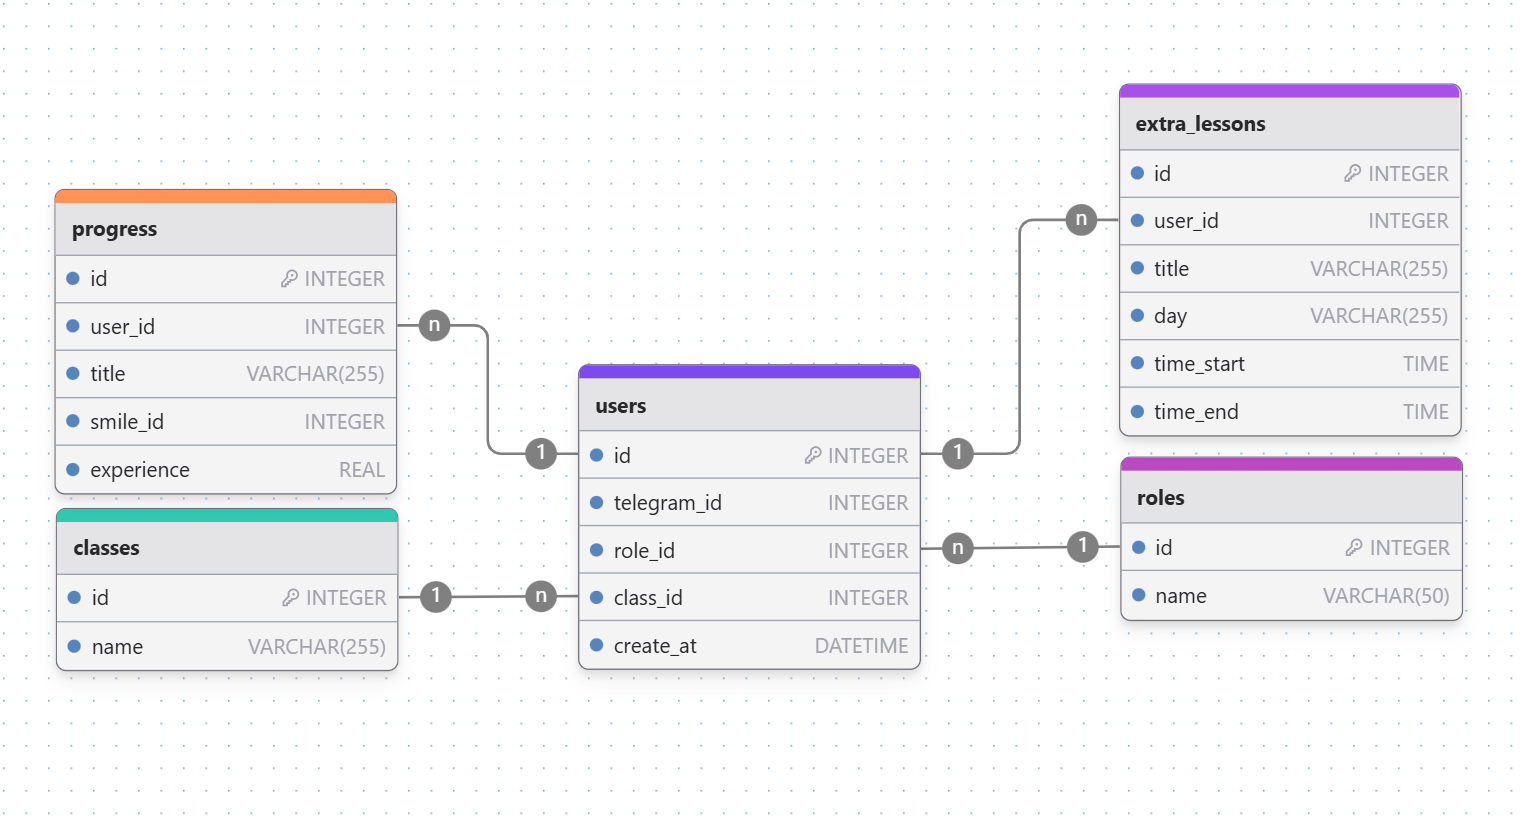 progress
id INTEGER
user_id INTEGER
title VARCHAR(255)
smile_id INTEGER
experience REAL
classes
id INTEGER
name VARCHAR(255)
n
1
1
n
users
id INTEGER
telegram_id INTEGER
role_id INTEGER
class_id INTEGER
create_at DATETIME
1
n
n
1
extra_lessons
id INTEGER
user_id INTEGER
title VARCHAR(255)
day VARCHAR(255)
time_start TIME
time_end TIME
roles
id INTEGER
name VARCHAR(50)